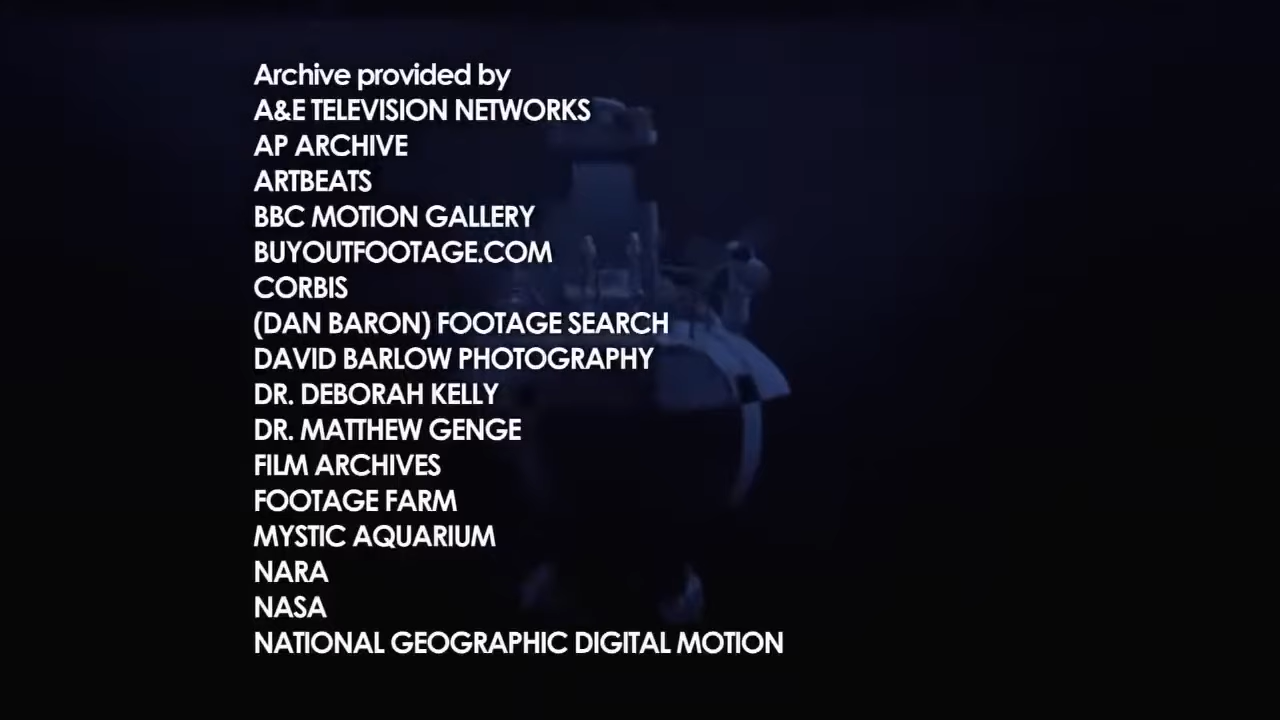 Archive provided by
A&E TELEVISION NETWORKS
AP ARCHIVE
ARTBEATS
BBC MOTION GALLERY
BUYOUTFOOTAGE.COM
CORBIS
(DAN BARON) FOOTAGE SEARCH
DAVID BARLOW PHOTOGRAPHY
DR. DEBORAH KELLY
DR. MATTHEW GENGE
FILM ARCHIVES
FOOTAGE FARM
MYSTIC AQUARIUM
NARA
NASA
NATIONAL GEOGRAPHIC DIGITAL MOTION